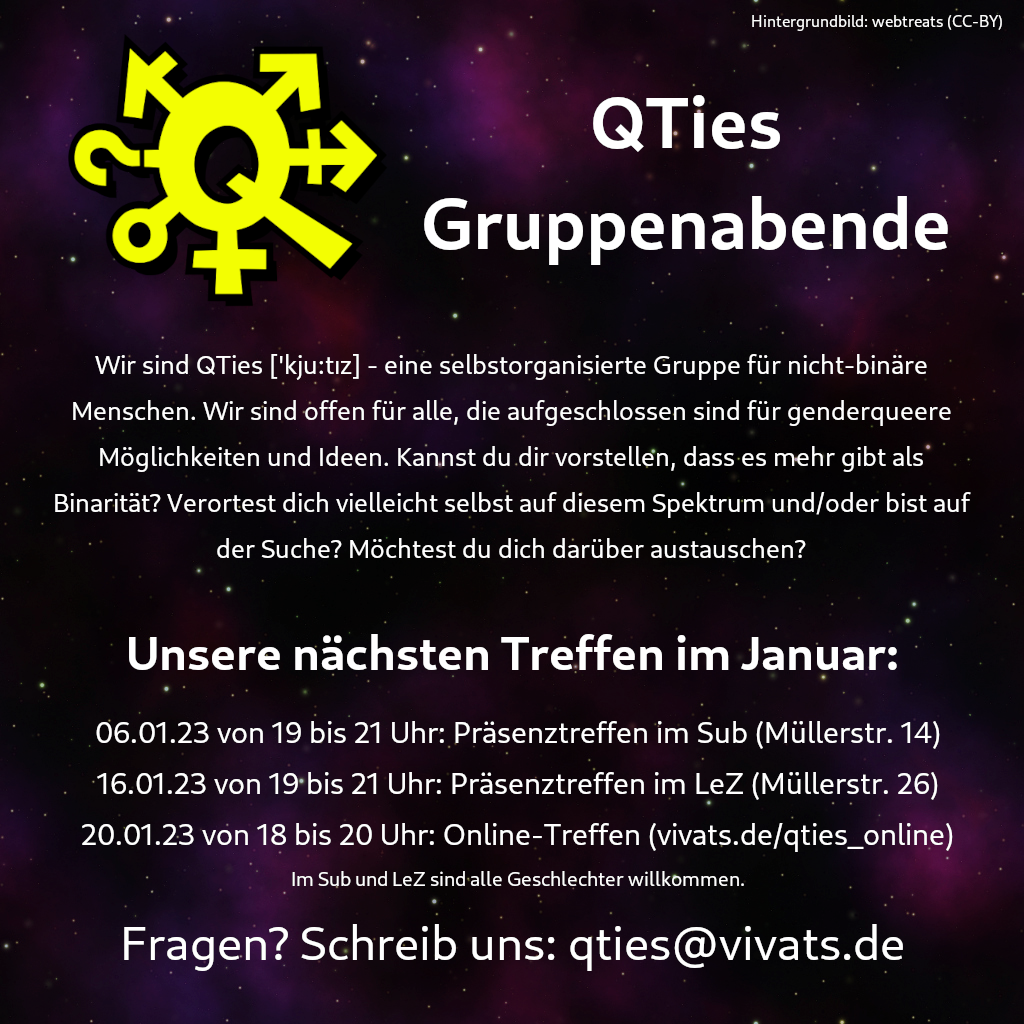 Hintergrundbild: webtreats (CC-BY)
Q
QTies
Gruppenabende
Wir sind QTies ['kju:tɪz] - eine selbstorganisierte Gruppe für nicht-binäre
Menschen. Wir sind offen für alle, die aufgeschlossen sind für genderqueere
Möglichkeiten und Ideen. Kannst du dir vorstellen, dass es mehr gibt als
Binarität? Verortest dich vielleicht selbst auf diesem Spektrum und/oder bist auf
der Suche? Möchtest du dich darüber austauschen?
Unsere nächsten Treffen im Januar:
06.01.23 von 19 bis 21 Uhr: Präsenztreffen im Sub (Müllerstr. 14)
16.01.23 von 19 bis 21 Uhr: Präsenztreffen im LeZ (Müllerstr. 26)
20.01.23 von 18 bis 20 Uhr: Online-Treffen (vivats.de/qties_online)
Im Sub und LeZ sind alle Geschlechter willkommen.
Fragen? Schreib uns: qties@vivats.de